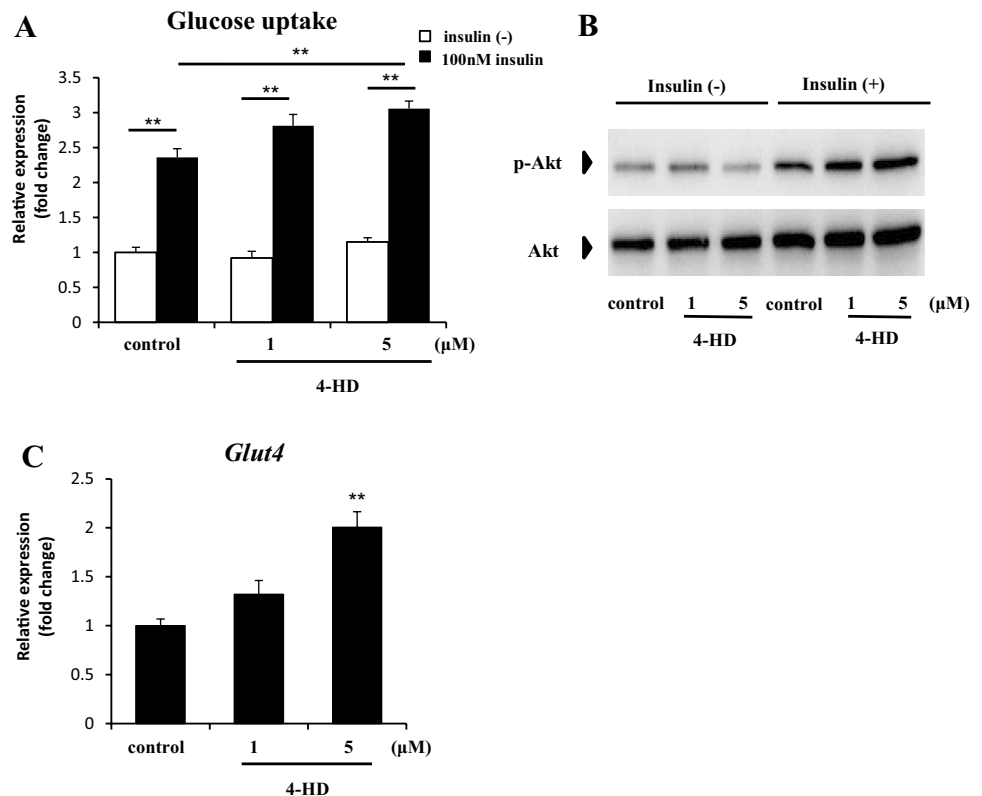 A
Glucose uptake
insulin (-)
100nM insulin
**
**
**
**
Relative expression
(fold change)
3.5
3
2.5
2
1.5
1
0.5
0
control
1
5
(μM)
4-HD
B
Insulin (-)
Insulin (+)
p-Akt
Akt
control
1
5
control
1
5
(μM)
4-HD
4-HD
C
Glut4
**
Relative expression
(fold change)
2.5
2
1.5
1
0.5
0
control
1
5
(μM)
4-HD